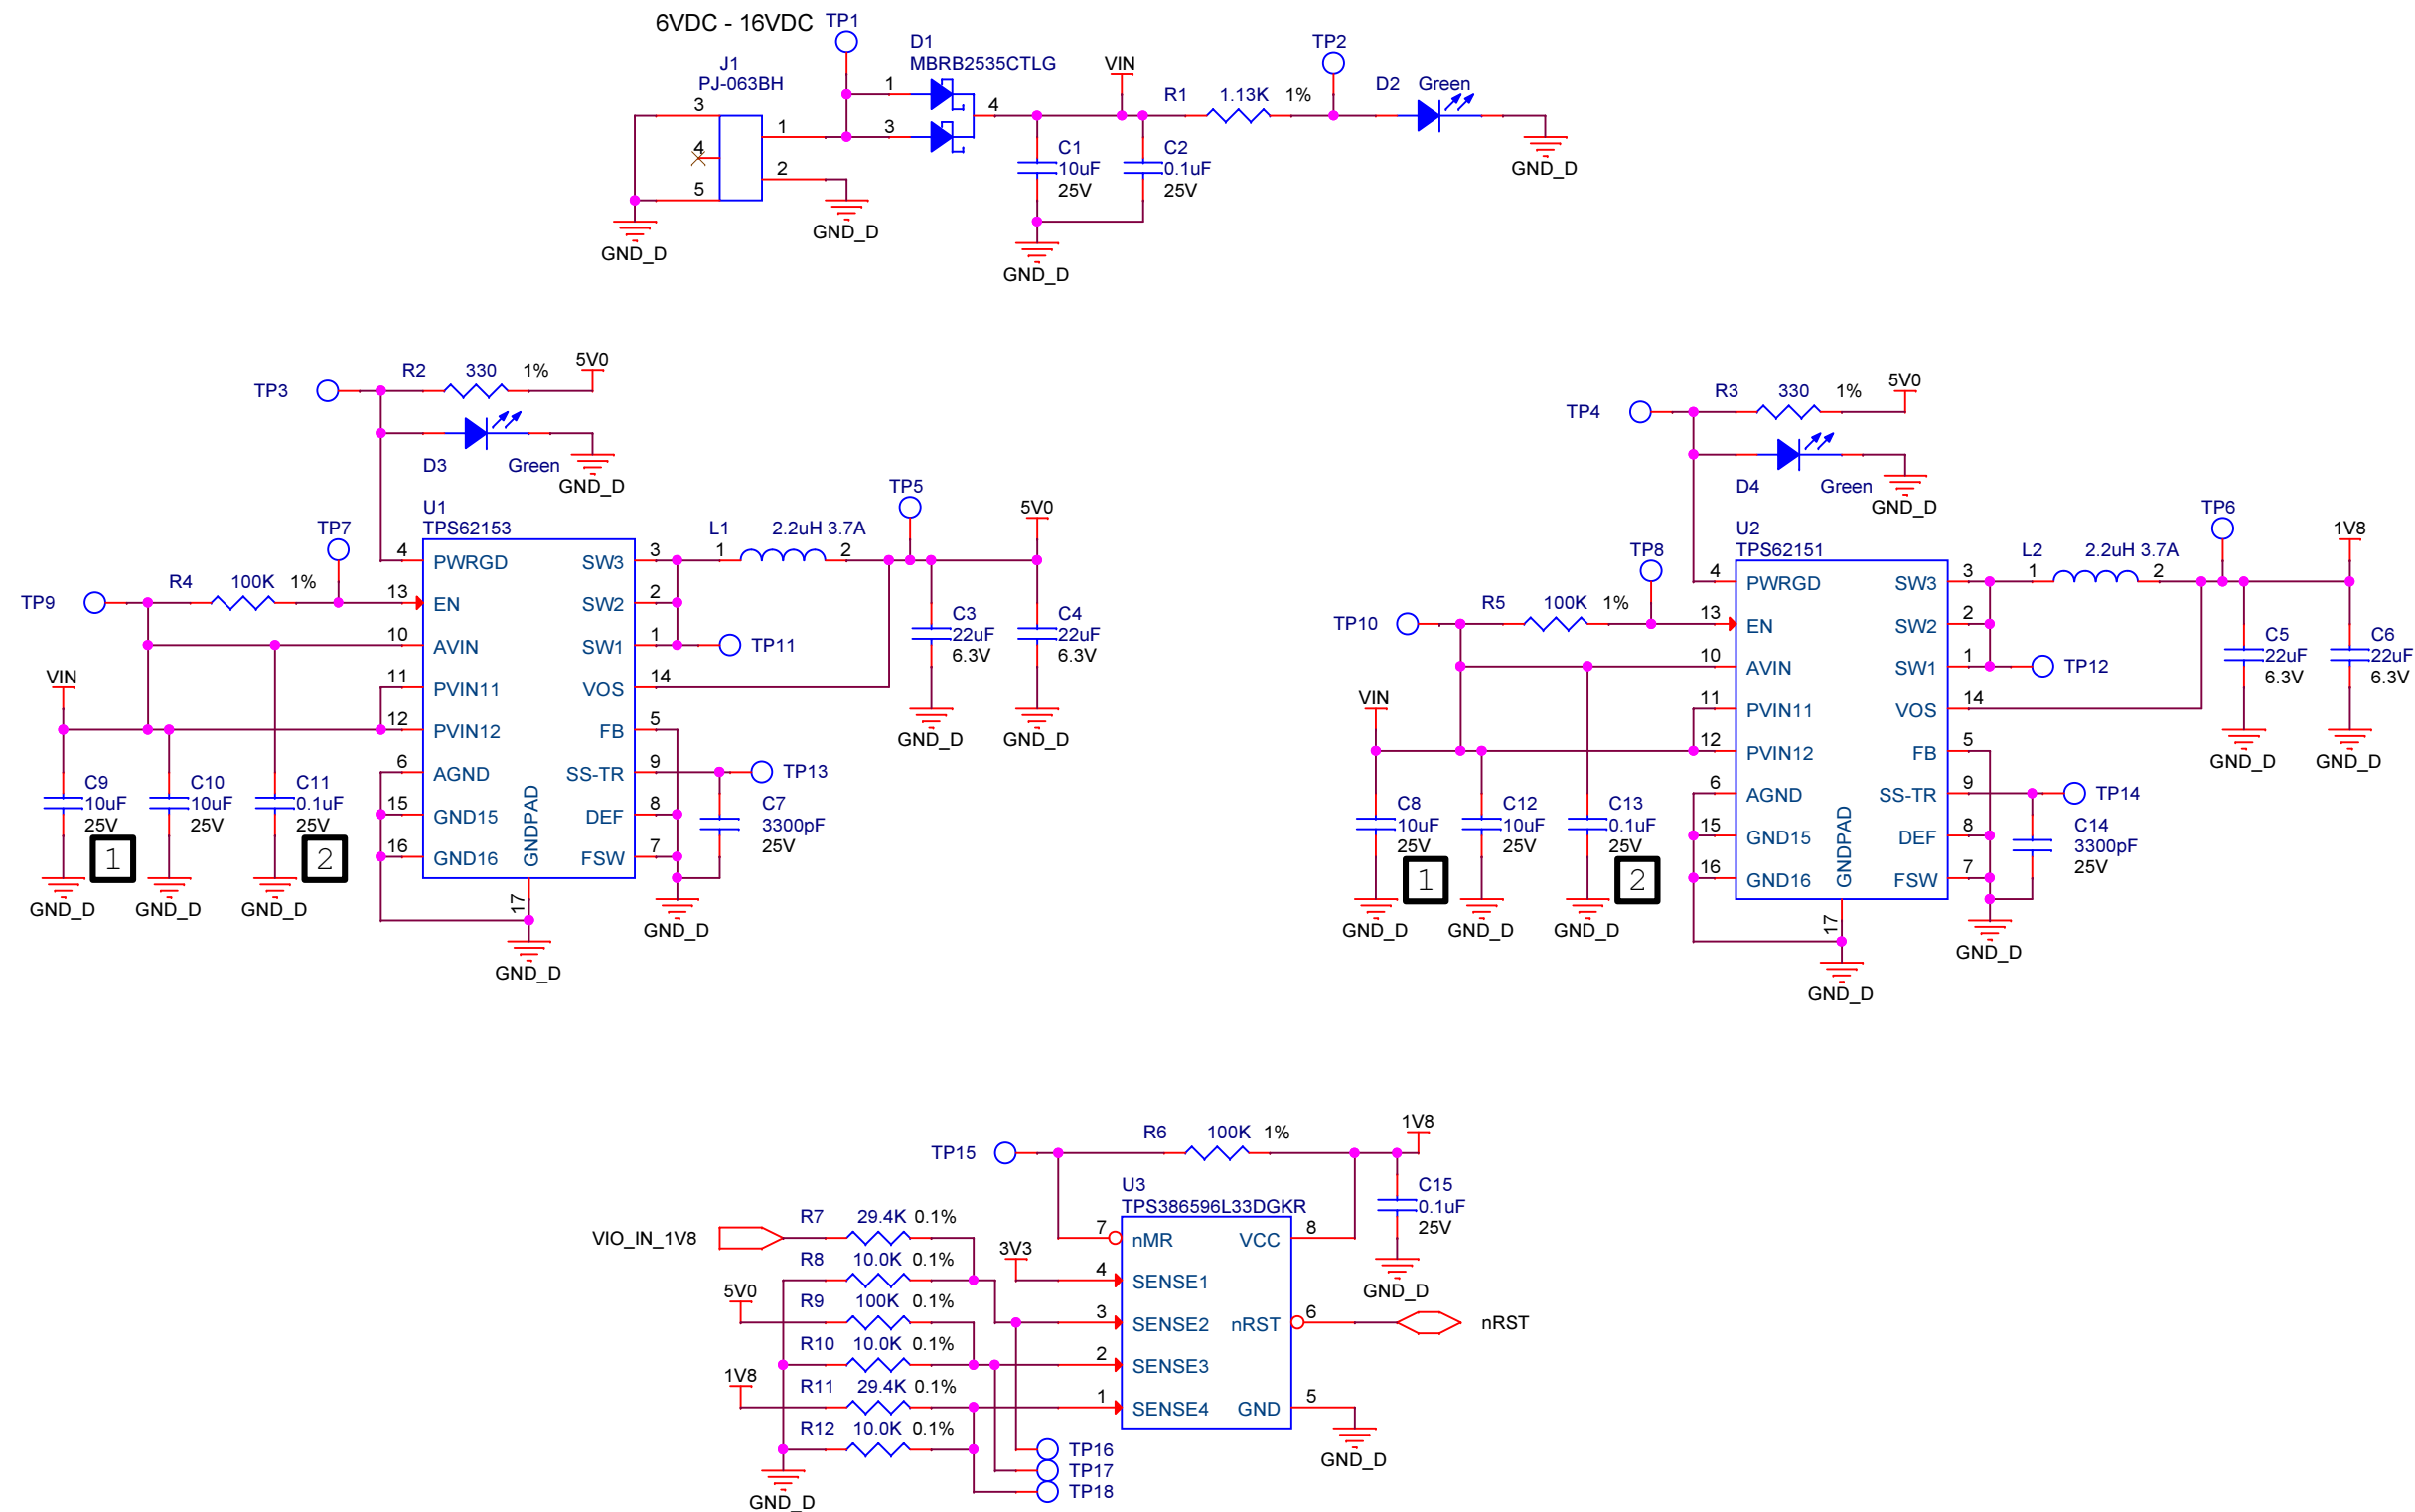 6VDC - 16VDC
TP1
J1
PJ-063BH
3
4
5
1
2
GND_D
GND_D
D1
MBRB2535CTLG
1
3
4
VIN
C1
10uF
25V
C2
0.1uF
25V
GND_D
R1 1.13K 1%
TP2
D2 Green
GND_D
TP3
R2 330 1%
5V0
D3 Green
GND_D
U1
TPS62153
TP7
TP9
R4 100K 1%
VIN
4 PWRGD
13 EN
10 AVIN
11 PVIN11
12 PVIN12
6 AGND
15 GND15
16 GND16
GNDPAD
17
SW3 3
SW2 2
SW1 1
VOS 14
FB 5
SS-TR 9
DEF 8
FSW 7
L1 2.2uH 3.7A
1 2
TP5
5V0
TP11
C3
22uF
6.3V
C4
22uF
6.3V
GND_D
GND_D
TP13
C7
3300pF
25V
GND_D
C9
10uF
25V
1
C10
10uF
25V
C11
0.1uF
25V
2
GND_D
GND_D
GND_D
GND_D
TP4
R3 330 1%
5V0
D4 Green
GND_D
U2
TPS62151
TP8
TP10
R5 100K 1%
VIN
4 PWRGD
13 EN
10 AVIN
11 PVIN11
12 PVIN12
6 AGND
15 GND15
16 GND16
GNDPAD
17
SW3 3
SW2 2
SW1 1
VOS 14
FB 5
SS-TR 9
DEF 8
FSW 7
L2 2.2uH 3.7A
1 2
TP6
1V8
TP12
C5
22uF
6.3V
C6
22uF
6.3V
GND_D
GND_D
TP14
C14
3300pF
25V
GND_D
C8
10uF
25V
1
C12
10uF
25V
C13
0.1uF
25V
2
GND_D
GND_D
GND_D
GND_D
TP15
R6 100K 1%
1V8
U3
TPS386596L33DGKR
C15
0.1uF
25V
GND_D
VIO_IN_1V8
R7 29.4K 0.1%
R8 10.0K 0.1%
5V0
R9 100K 0.1%
R10 10.0K 0.1%
1V8
R11 29.4K 0.1%
R12 10.0K 0.1%
GND_D
3V3
7 nMR
4 SENSE1
3 SENSE2
2 SENSE3
1 SENSE4
VCC 8
nRST 6
GND 5
nRST
GND_D
TP16
TP17
TP18